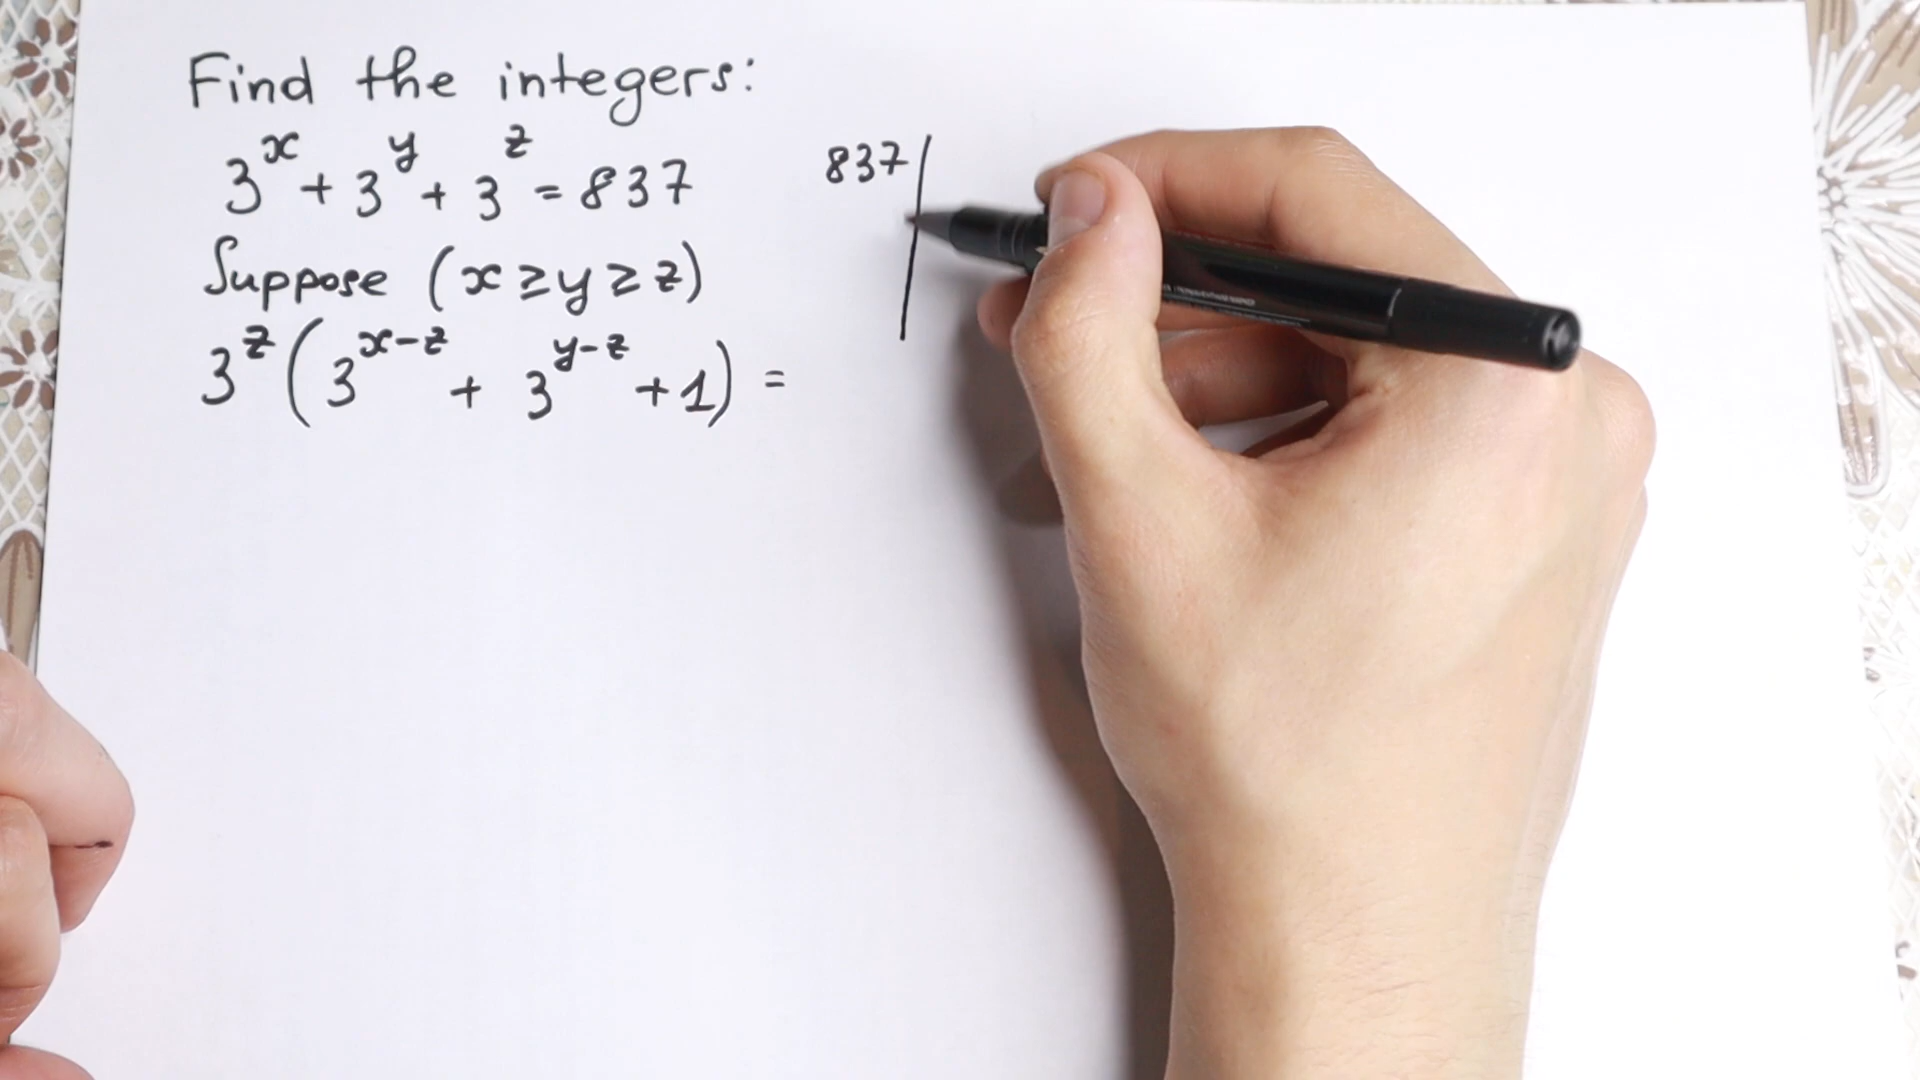 Find the integers:
3^x + 3^y + 3^z = 837
837
Suppose (x ≥ y ≥ z)
3^z (3^(x-z) + 3^(y-z) + 1) =